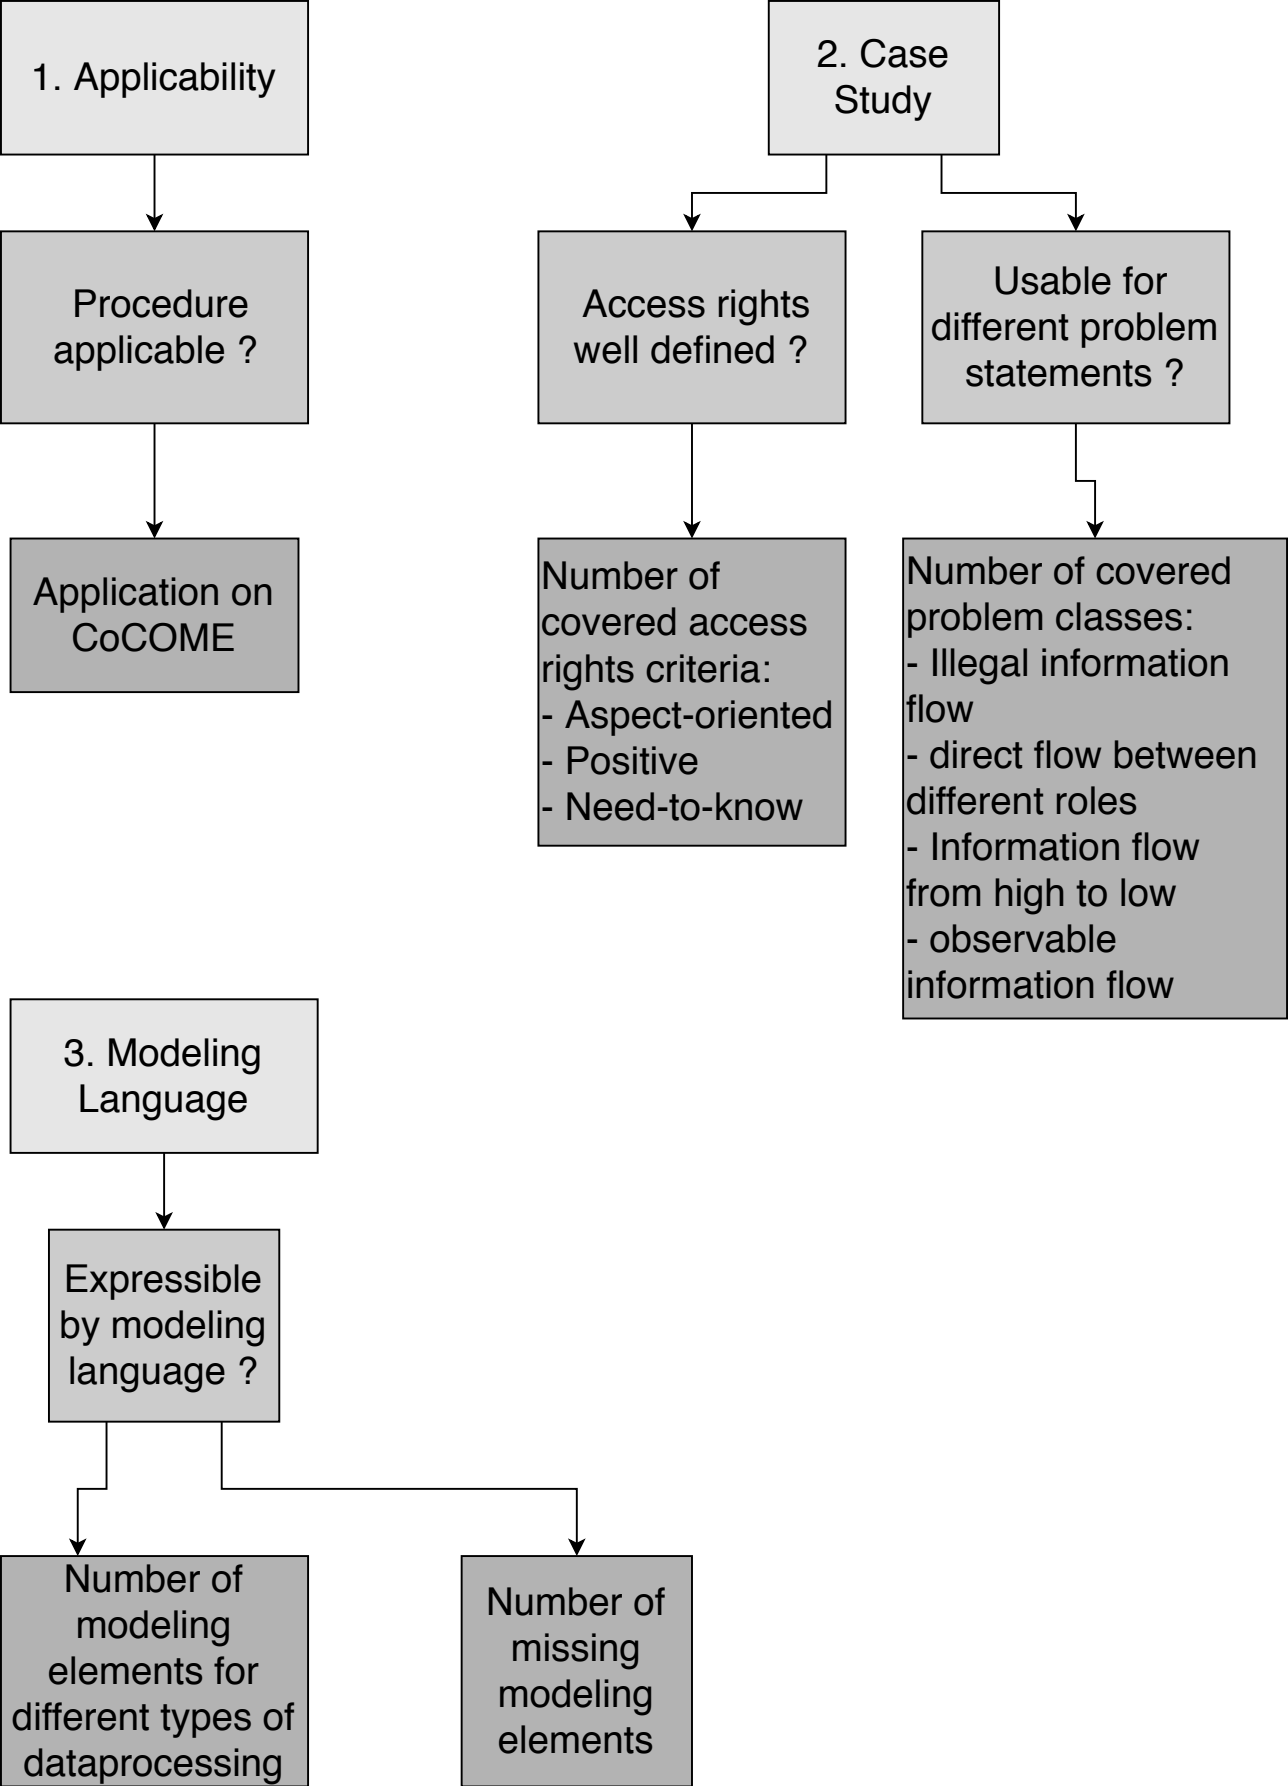 1. Applicability
2. Case
Study
Procedure
applicable ?
Access rights
well defined ?
Usable for
different problem
statements ?
Application on
CoCOME
Number of
covered access
rights criteria:
- Aspect-oriented
- Positive
- Need-to-know
Number of covered
problem classes:
- Illegal information
flow
- direct flow between
different roles
- Information flow
from high to low
- observable
information flow
3. Modeling
Language
Expressible
by modeling
language ?
Number of
modeling
elements for
different types of
dataprocessing
Number of
missing
modeling
elements